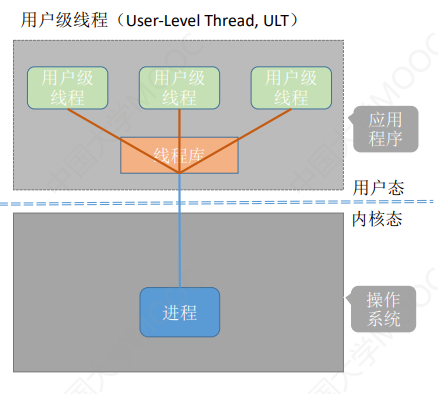 用户级线程（User-Level Thread, ULT）
用户级
线程
用户级
线程
用户级
线程
线程库
应用
程序
用户态
内核态
进程
操作
系统